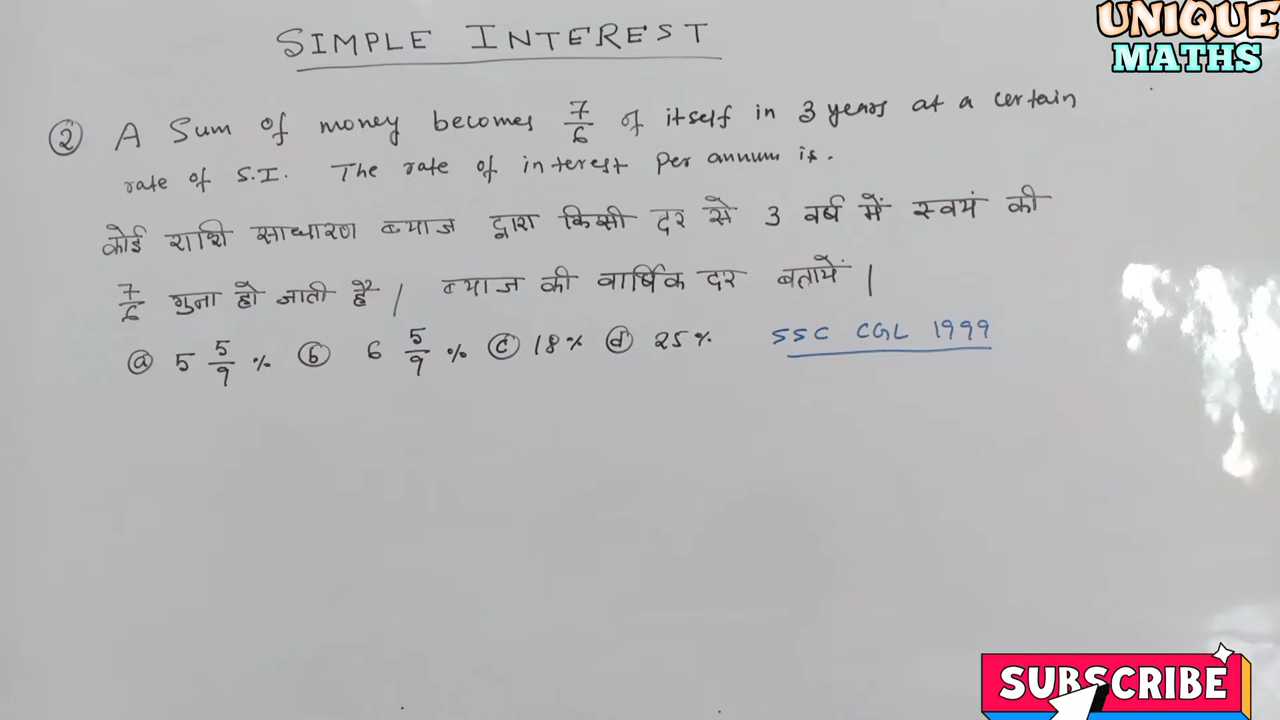 UNIQUE
MATHS
SIMPLE INTEREST
② A Sum of money becomes 7/6 of itself in 3 years at a certain
rate of S.I. The rate of interest per annum is.
कोई राशि साधारण ब्याज द्वारा किसी दर से 3 वर्ष में स्वयं की
7/6 गुना हो जाती है। ब्याज की वार्षिक दर बतायें।
ⓐ 5 5/9 % ⓑ 6 5/9 % ⓒ 18% ⓓ 25% SSC CGL 1999
SUBSCRIBE